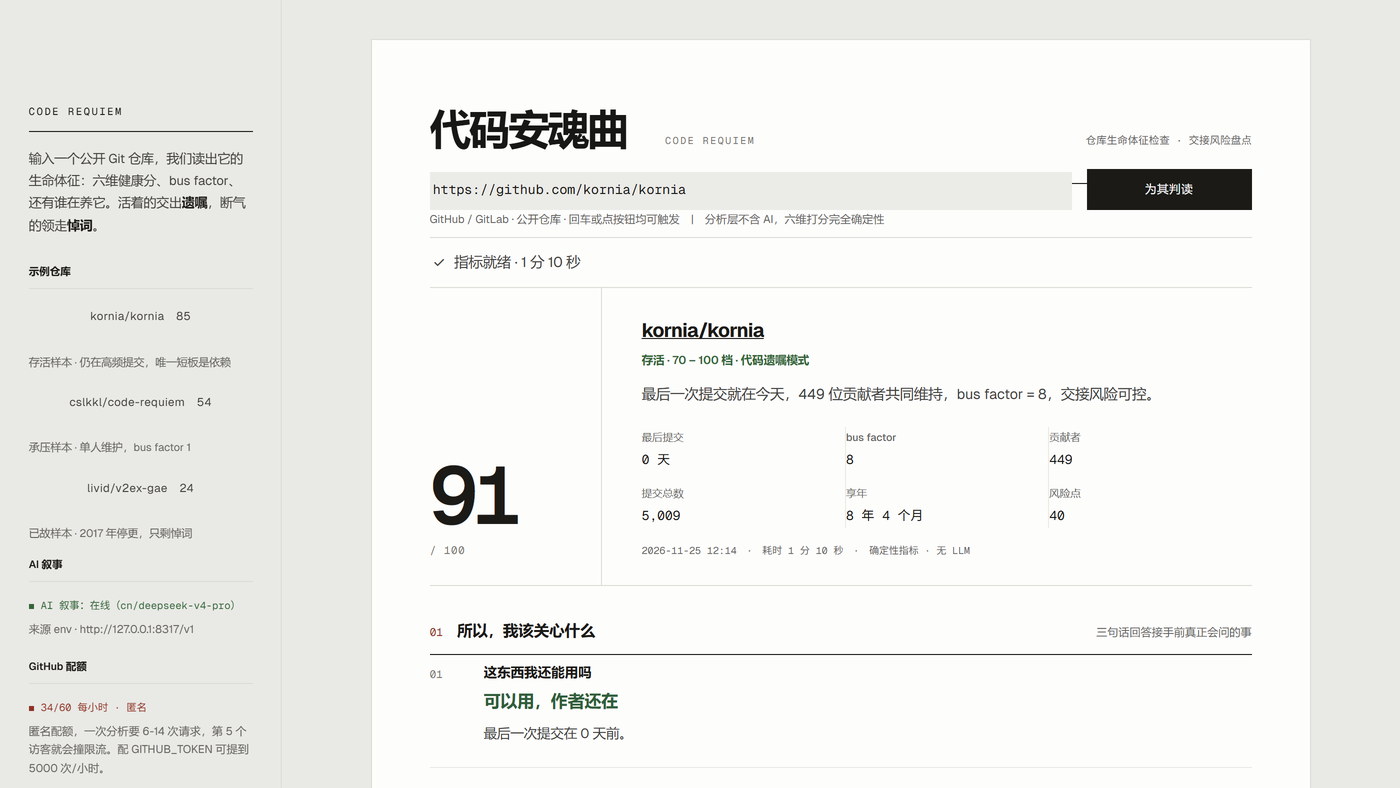 CODE REQUIEM
输入一个公开 Git 仓库，我们读出它的
生命体征：六维健康分、bus factor、
还有谁在养它。活着的交出遗嘱，断气
的领走悼词。
示例仓库
kornia/kornia 85
存活样本 · 仍在高频提交，唯一短板是依赖
cslkkl/code-requiem 54
承压样本 · 单人维护，bus factor 1
livid/v2ex-gae 24
已故样本 · 2017 年停更，只剩悼词
AI 叙事
■ AI 叙事：在线（cn/deepseek-v4-pro）
来源 env · http://127.0.0.1:8317/v1
GitHub 配额
■ 34/60 每小时 · 匿名
匿名配额，一次分析要 6-14 次请求，第 5 个
访客就会撞限流。配 GITHUB_TOKEN 可提到
5000 次/小时。
代码安魂曲
CODE REQUIEM
仓库生命体征检查 · 交接风险盘点
https://github.com/kornia/kornia
为其判读
GitHub / GitLab · 公开仓库 · 回车或点按钮均可触发 | 分析层不含 AI，六维打分完全确定性
✓ 指标就绪 · 1 分 10 秒
91
/ 100
kornia/kornia
存活 · 70 – 100 档 · 代码遗嘱模式
最后一次提交就在今天，449 位贡献者共同维持，bus factor = 8，交接风险可控。
最后提交 bus factor 贡献者
0 天 8 449
提交总数 享年 风险点
5,009 8 年 4 个月 40
2026-11-25 12:14 · 耗时 1 分 10 秒 · 确定性指标 · 无 LLM
01 所以，我该关心什么
三句话回答接手前真正会问的事
01 这东西我还能用吗
可以用，作者还在
最后一次提交在 0 天前。